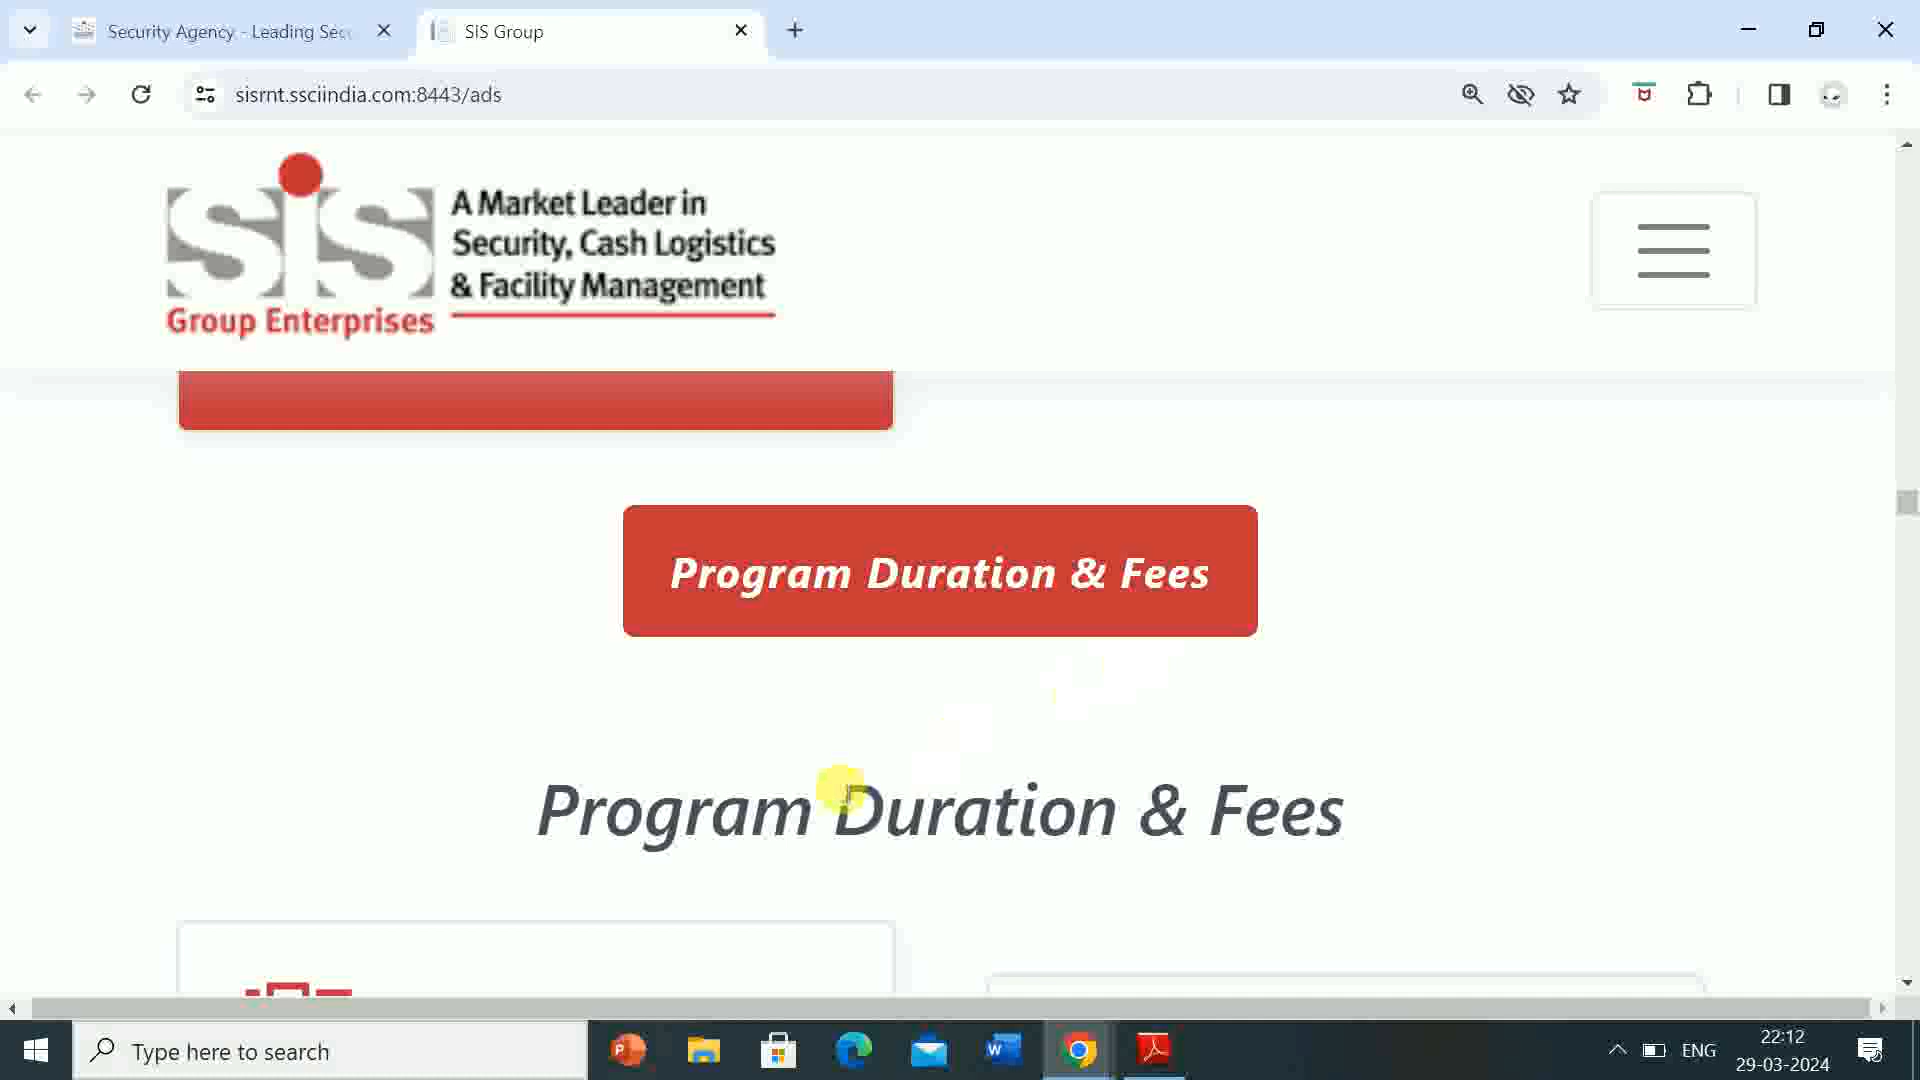 Security Agency - Leading Sec
SIS Group
sisrnt.ssciindia.com:8443/ads
sis
Group Enterprises
A Market Leader in
Security, Cash Logistics
& Facility Management
Program Duration & Fees
Program Duration & Fees
Type here to search
ENG
22:12
29-03-2024